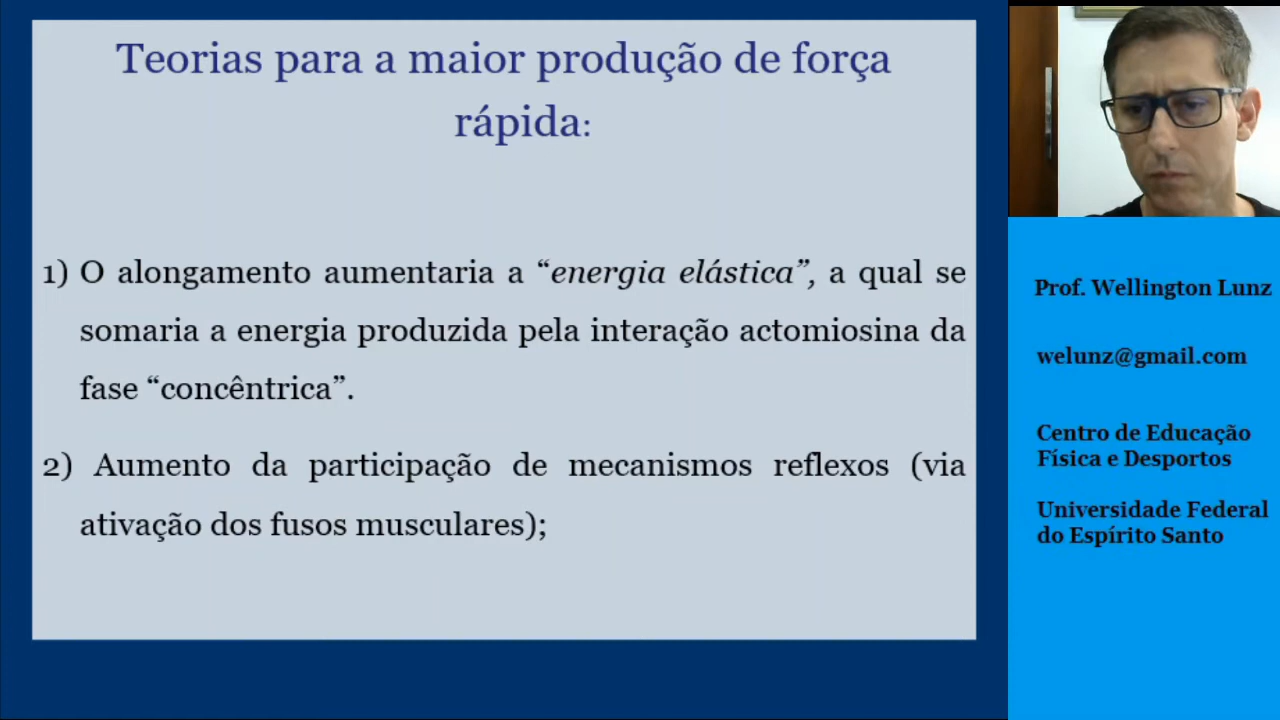 Teorias para a maior produção de força
rápida:
1) O alongamento aumentaria a “energia elástica”, a qual se
somaria a energia produzida pela interação actomiosina da
fase “concêntrica”.
2) Aumento da participação de mecanismos reflexos (via
ativação dos fusos musculares);
Prof. Wellington Lunz
welunz@gmail.com
Centro de Educação
Física e Desportos
Universidade Federal
do Espírito Santo